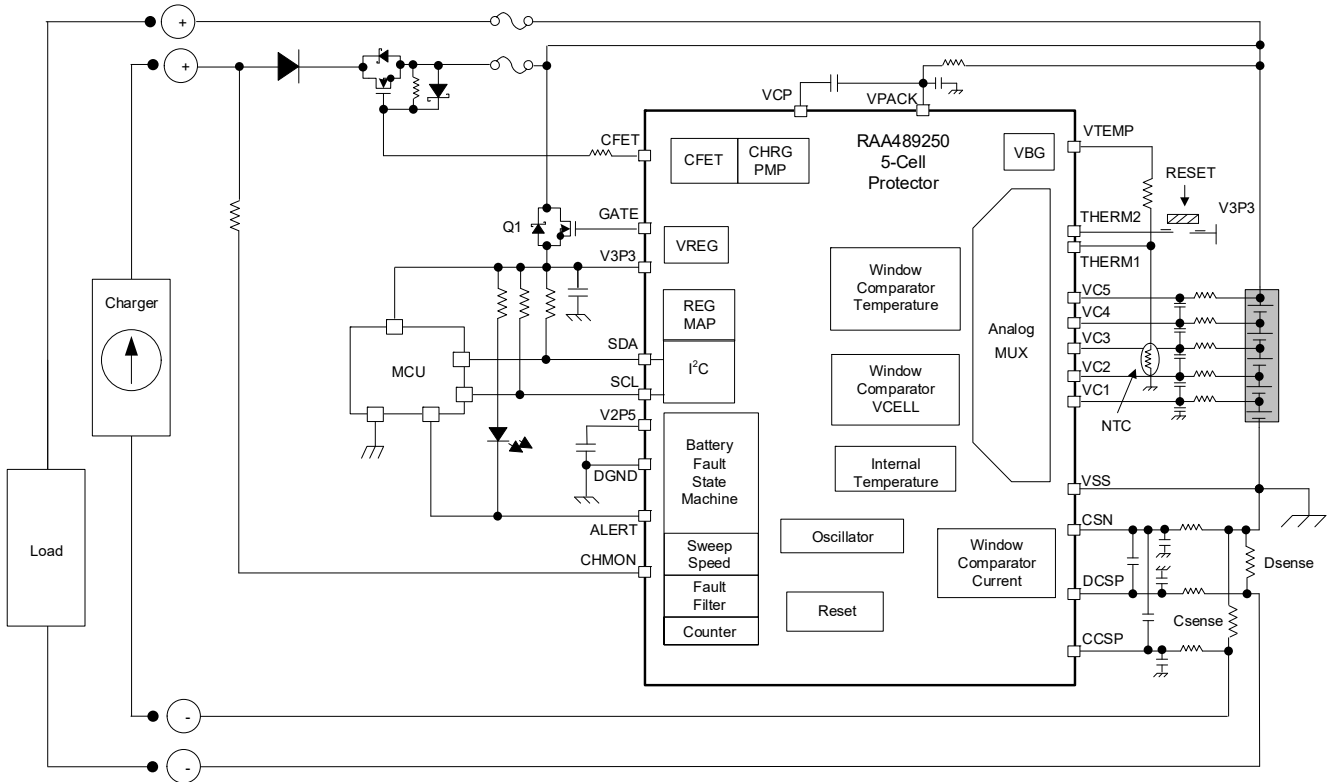 +
+
VCP
VPACK
RAA489250
5-Cell
Protector
CFET
CFET
CHRG
PMP
VBG
VTEMP
RESET
V3P3
THERM2
THERM1
Q1
GATE
VREG
V3P3
Window
Comparator
Temperature
Analog
MUX
VC5
VC4
VC3
VC2
VC1
NTC
Charger
MCU
REG
MAP
SDA
I²C
SCL
Window
Comparator
VCELL
V2P5
DGND
Battery
Fault
State
Machine
Internal
Temperature
VSS
Load
ALERT
CHMON
Sweep
Speed
Fault
Filter
Counter
Oscillator
Reset
Window
Comparator
Current
CSN
Dsense
DCSP
Csense
CCSP
-
-